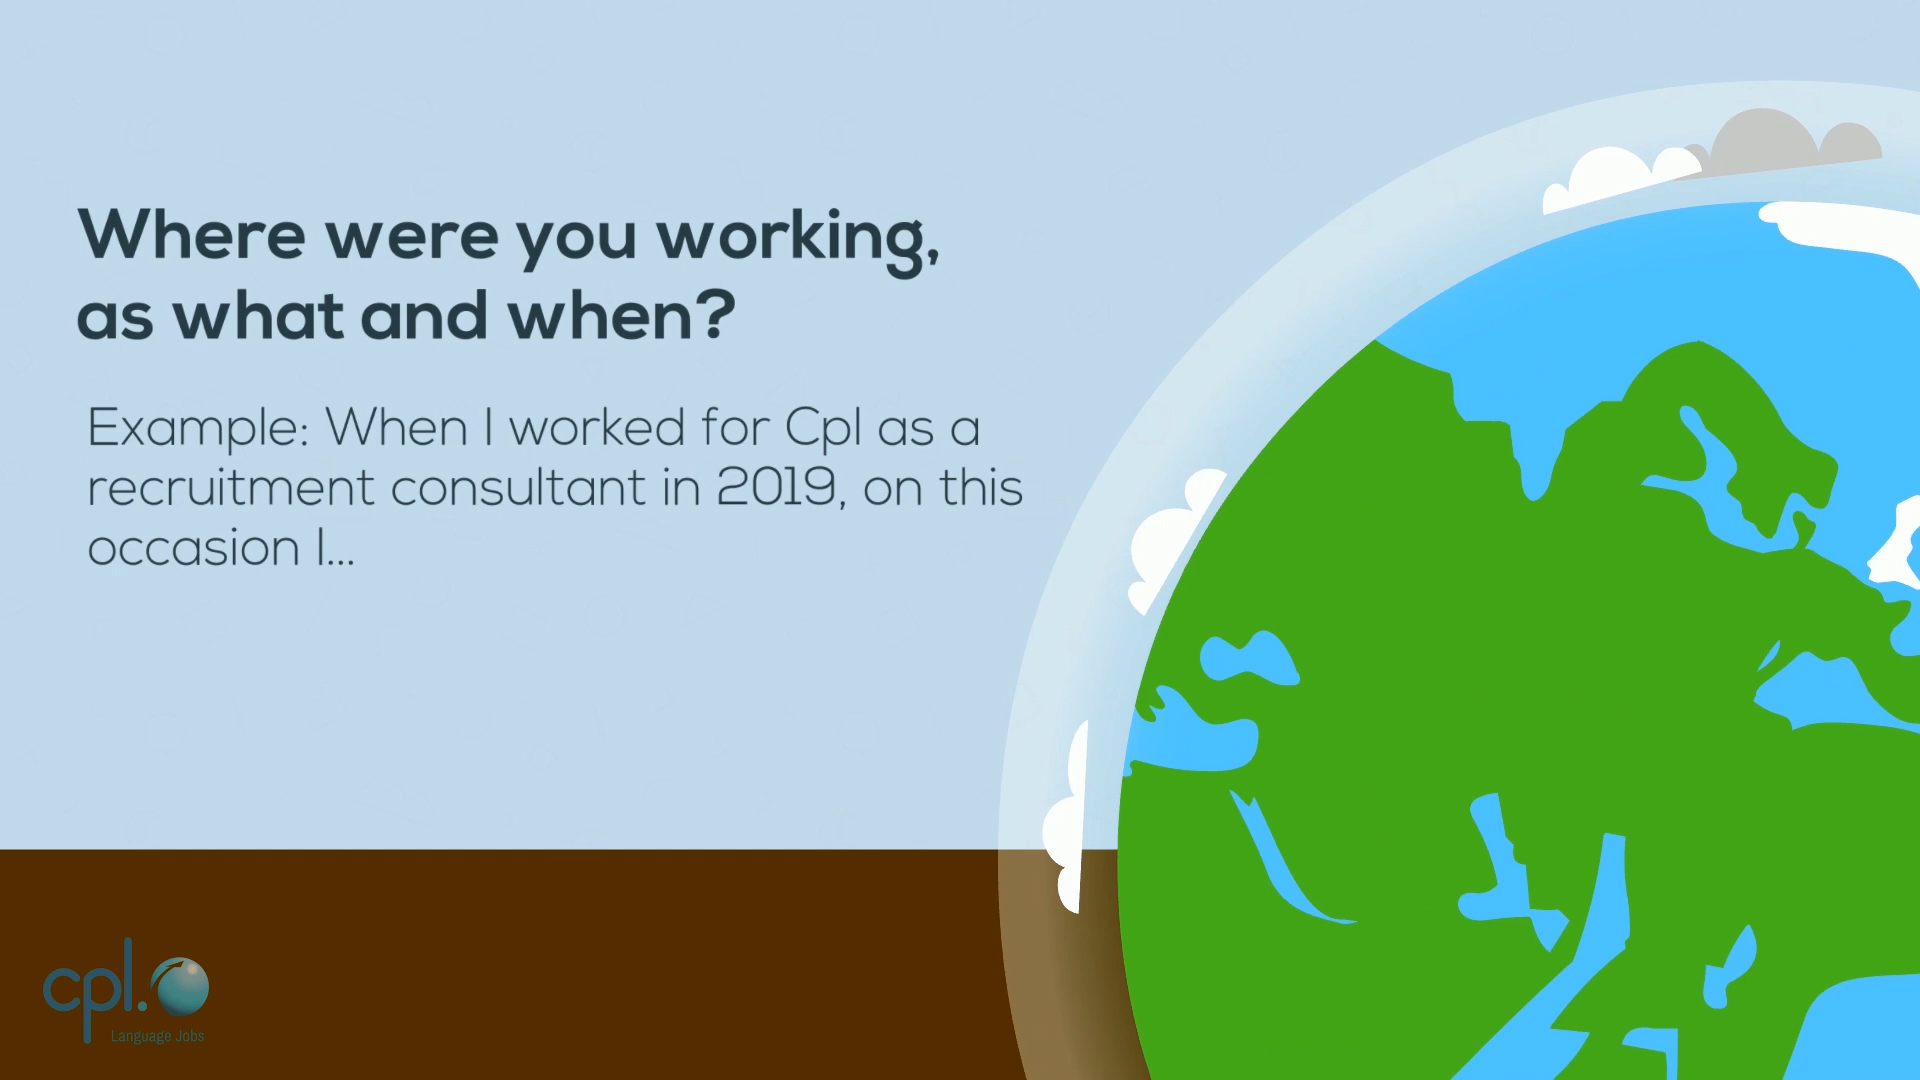 Where were you working,
as what and when?
Example: When I worked for Cpl as a
recruitment consultant in 2019, on this
occasion I...
cpl.
Language Jobs